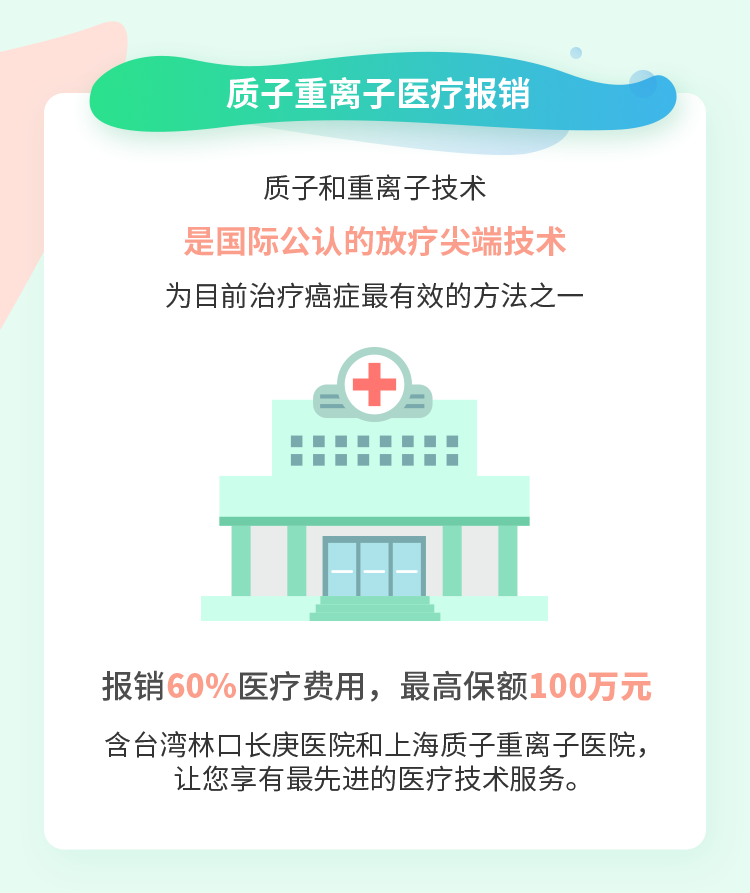 质子重离子医疗报销
质子和重离子技术
是国际公认的放疗尖端技术
为目前治疗癌症最有效的方法之一
报销60%医疗费用，最高保额100万元
含台湾林口长庚医院和上海质子重离子医院，
让您享有最先进的医疗技术服务。